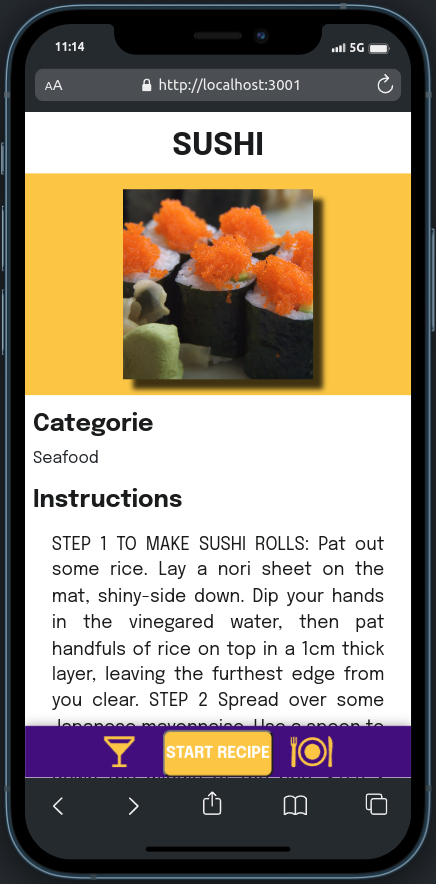 11:14
5G
AA
http://localhost:3001
SUSHI
Categorie
Seafood
Instructions
STEP 1 TO MAKE SUSHI ROLLS: Pat out
some rice. Lay a nori sheet on the
mat, shiny-side down. Dip your hands
in the vinegared water, then pat
handfuls of rice on top in a 1cm thick
layer, leaving the furthest edge from
you clear. STEP 2 Spread over some
Japanese mayonnaise. Use a spoon to
START RECIPE